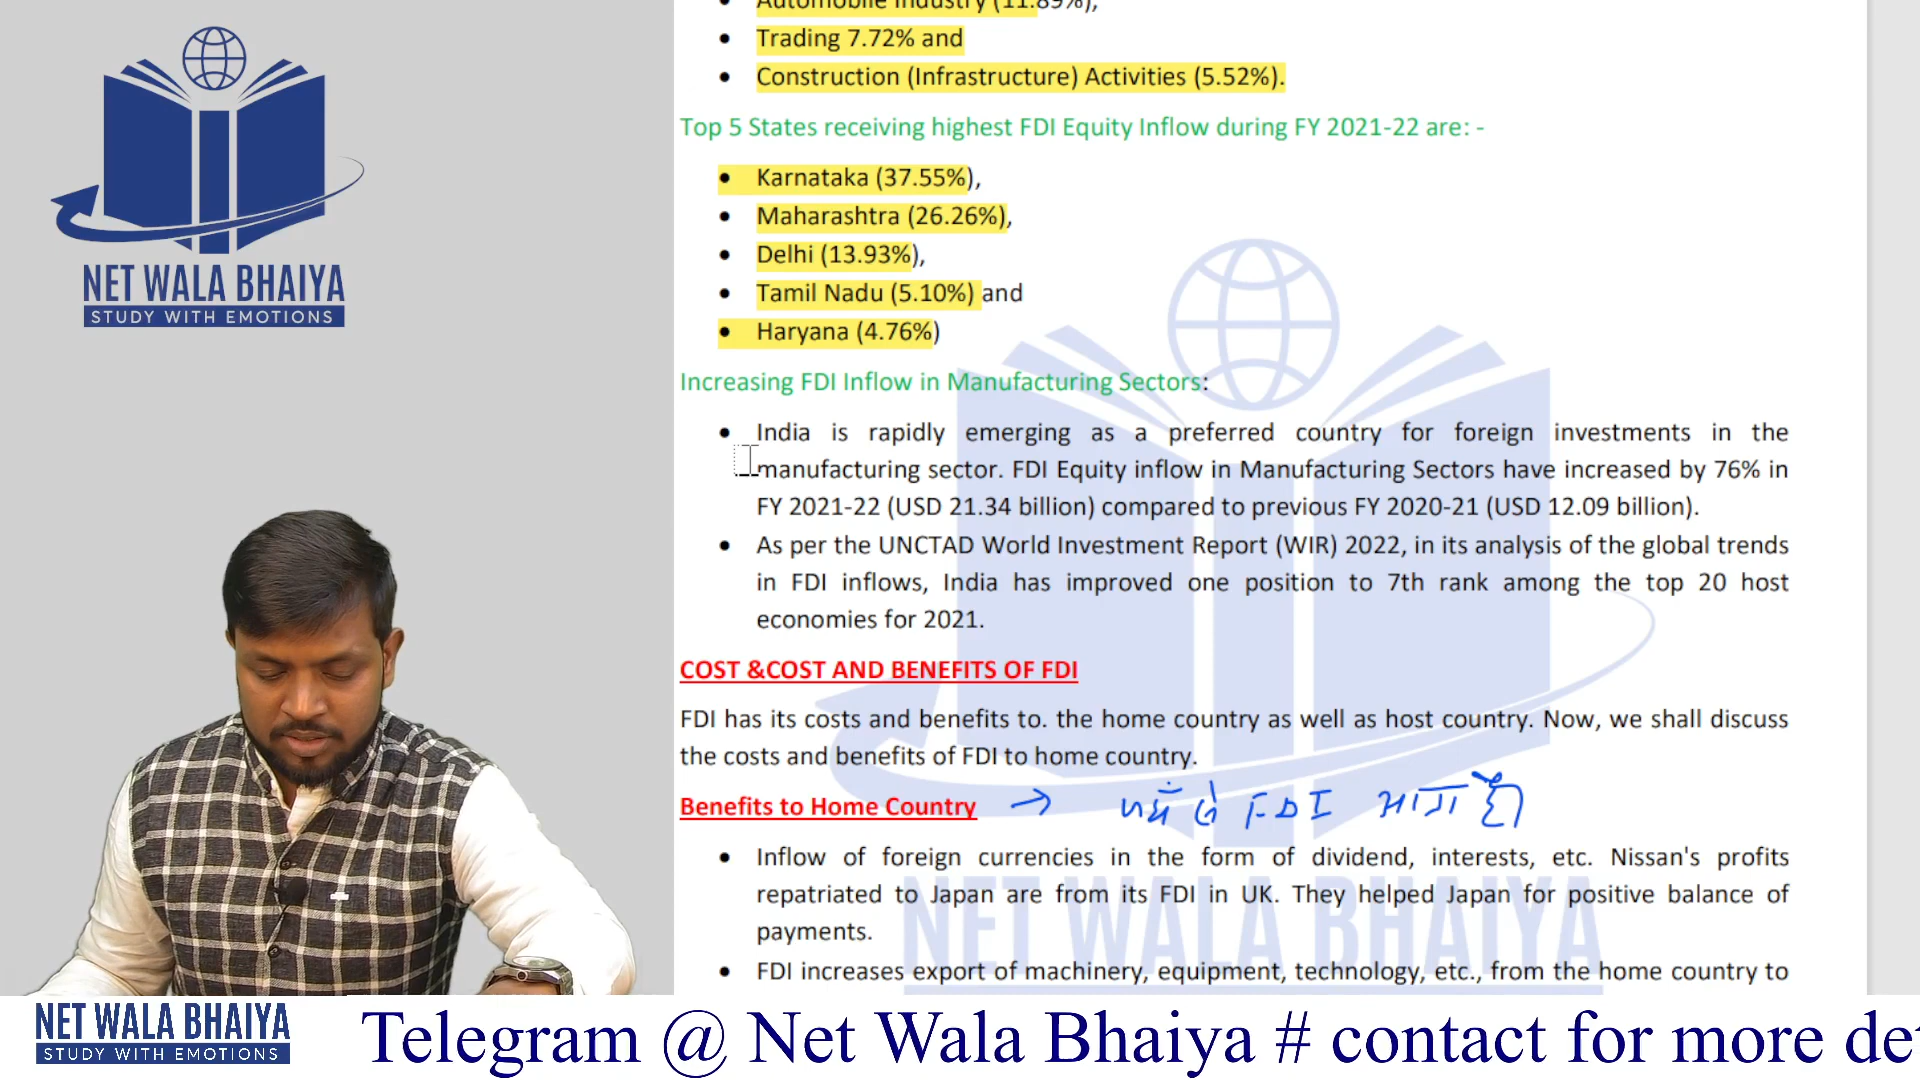 NET WALA BHAIYA
STUDY WITH EMOTIONS
• Automobile Industry (11.89%),
• Trading 7.72% and
• Construction (Infrastructure) Activities (5.52%).
Top 5 States receiving highest FDI Equity Inflow during FY 2021-22 are: -
• Karnataka (37.55%),
• Maharashtra (26.26%),
• Delhi (13.93%),
• Tamil Nadu (5.10%) and
• Haryana (4.76%)
Increasing FDI Inflow in Manufacturing Sectors:
• India is rapidly emerging as a preferred country for foreign investments in the
manufacturing sector. FDI Equity inflow in Manufacturing Sectors have increased by 76% in
FY 2021-22 (USD 21.34 billion) compared to previous FY 2020-21 (USD 12.09 billion).
• As per the UNCTAD World Investment Report (WIR) 2022, in its analysis of the global trends
in FDI inflows, India has improved one position to 7th rank among the top 20 host
economies for 2021.
COST &COST AND BENEFITS OF FDI
FDI has its costs and benefits to. the home country as well as host country. Now, we shall discuss
the costs and benefits of FDI to home country.
Benefits to Home Country → FDI
• Inflow of foreign currencies in the form of dividend, interests, etc. Nissan's profits
repatriated to Japan are from its FDI in UK. They helped Japan for positive balance of
payments.
• FDI increases export of machinery, equipment, technology, etc., from the home country to
NET WALA BHAIYA
NET WALA BHAIYA
STUDY WITH EMOTIONS
Telegram @ Net Wala Bhaiya # contact for more de